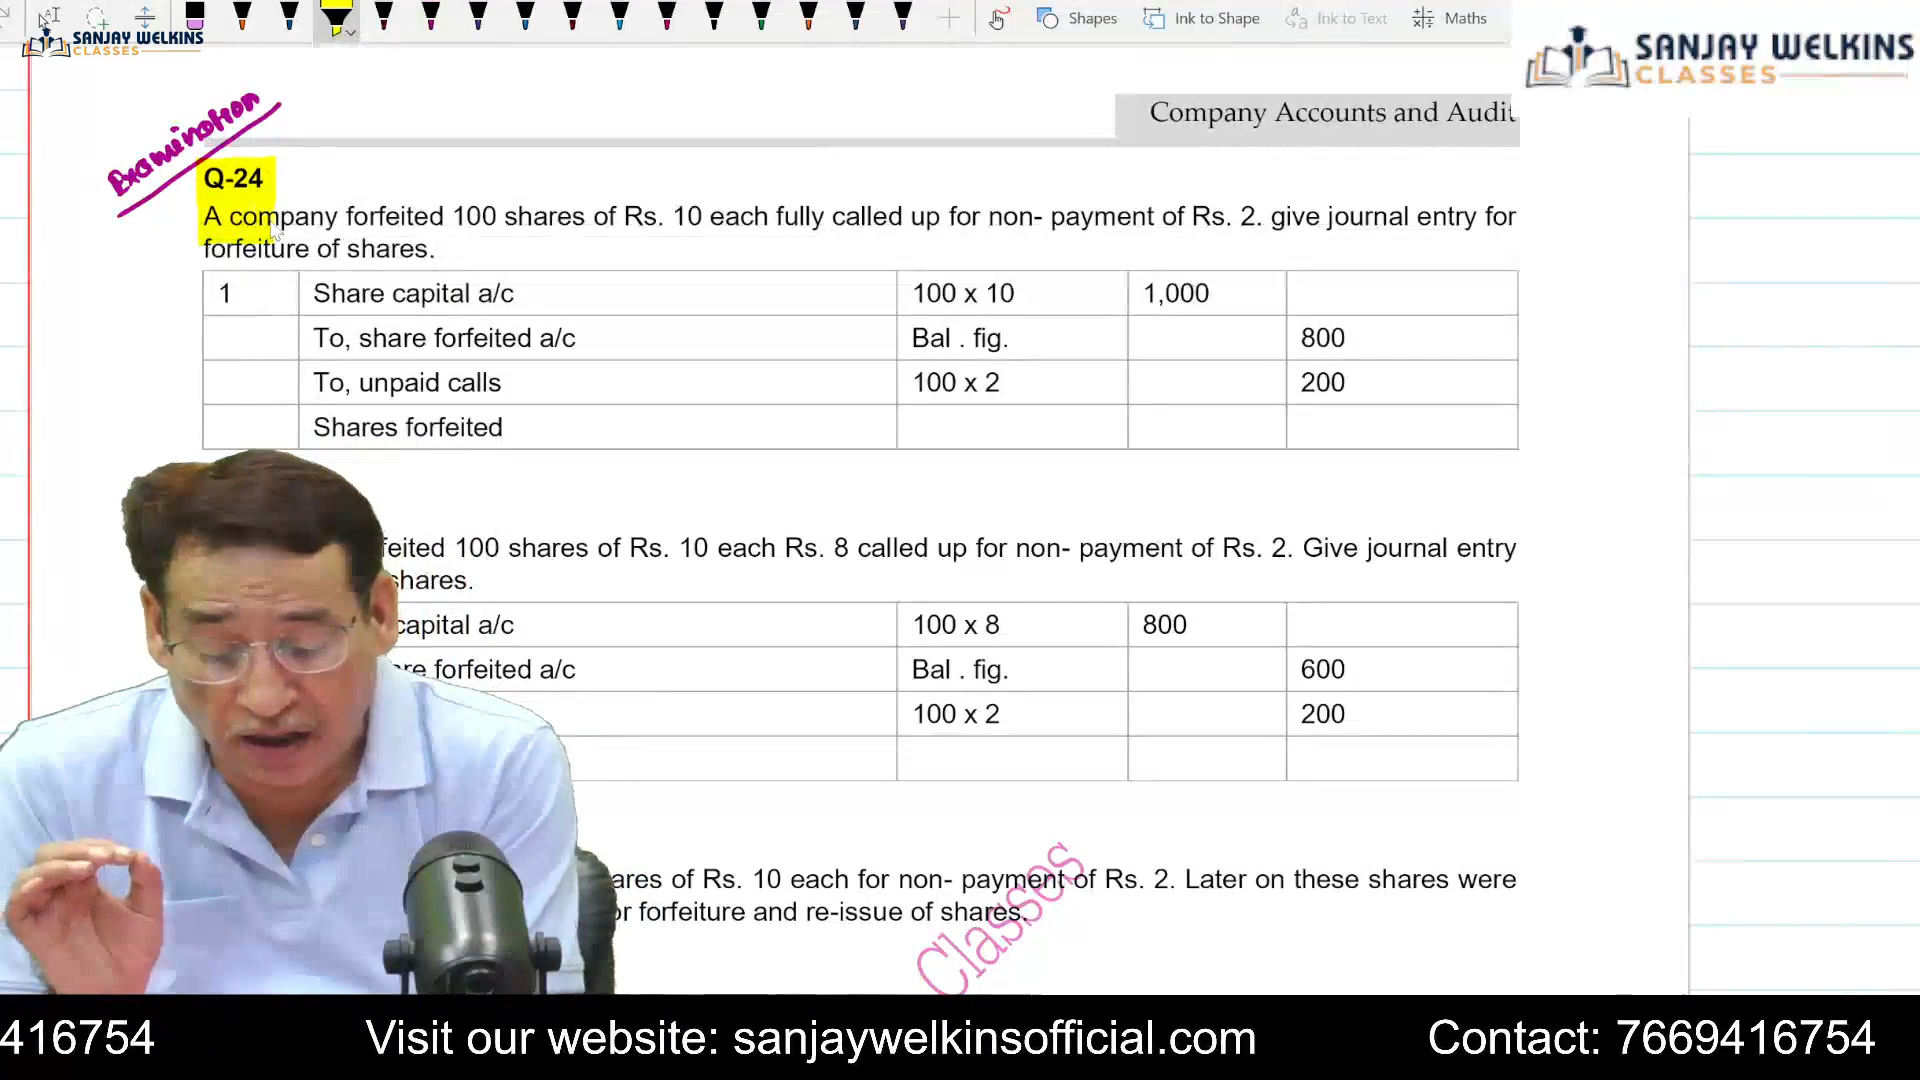 Shapes
Ink to Shape
Ink to Text
Maths
SANJAY WELKINS
CLASSES
SANJAY WELKINS
CLASSES
Examination
Company Accounts and Audit
Q-24
A company forfeited 100 shares of Rs. 10 each fully called up for non- payment of Rs. 2. give journal entry for
forfeiture of shares.
1 Share capital a/c 100 x 10 1,000
To, share forfeited a/c Bal . fig. 800
To, unpaid calls 100 x 2 200
Shares forfeited
feited 100 shares of Rs. 10 each Rs. 8 called up for non- payment of Rs. 2. Give journal entry
shares.
capital a/c 100 x 8 800
re forfeited a/c Bal . fig. 600
100 x 2 200
ares of Rs. 10 each for non- payment of Rs. 2. Later on these shares were
or forfeiture and re-issue of shares.
Classes
416754 Visit our website: sanjaywelkinsofficial.com Contact: 7669416754